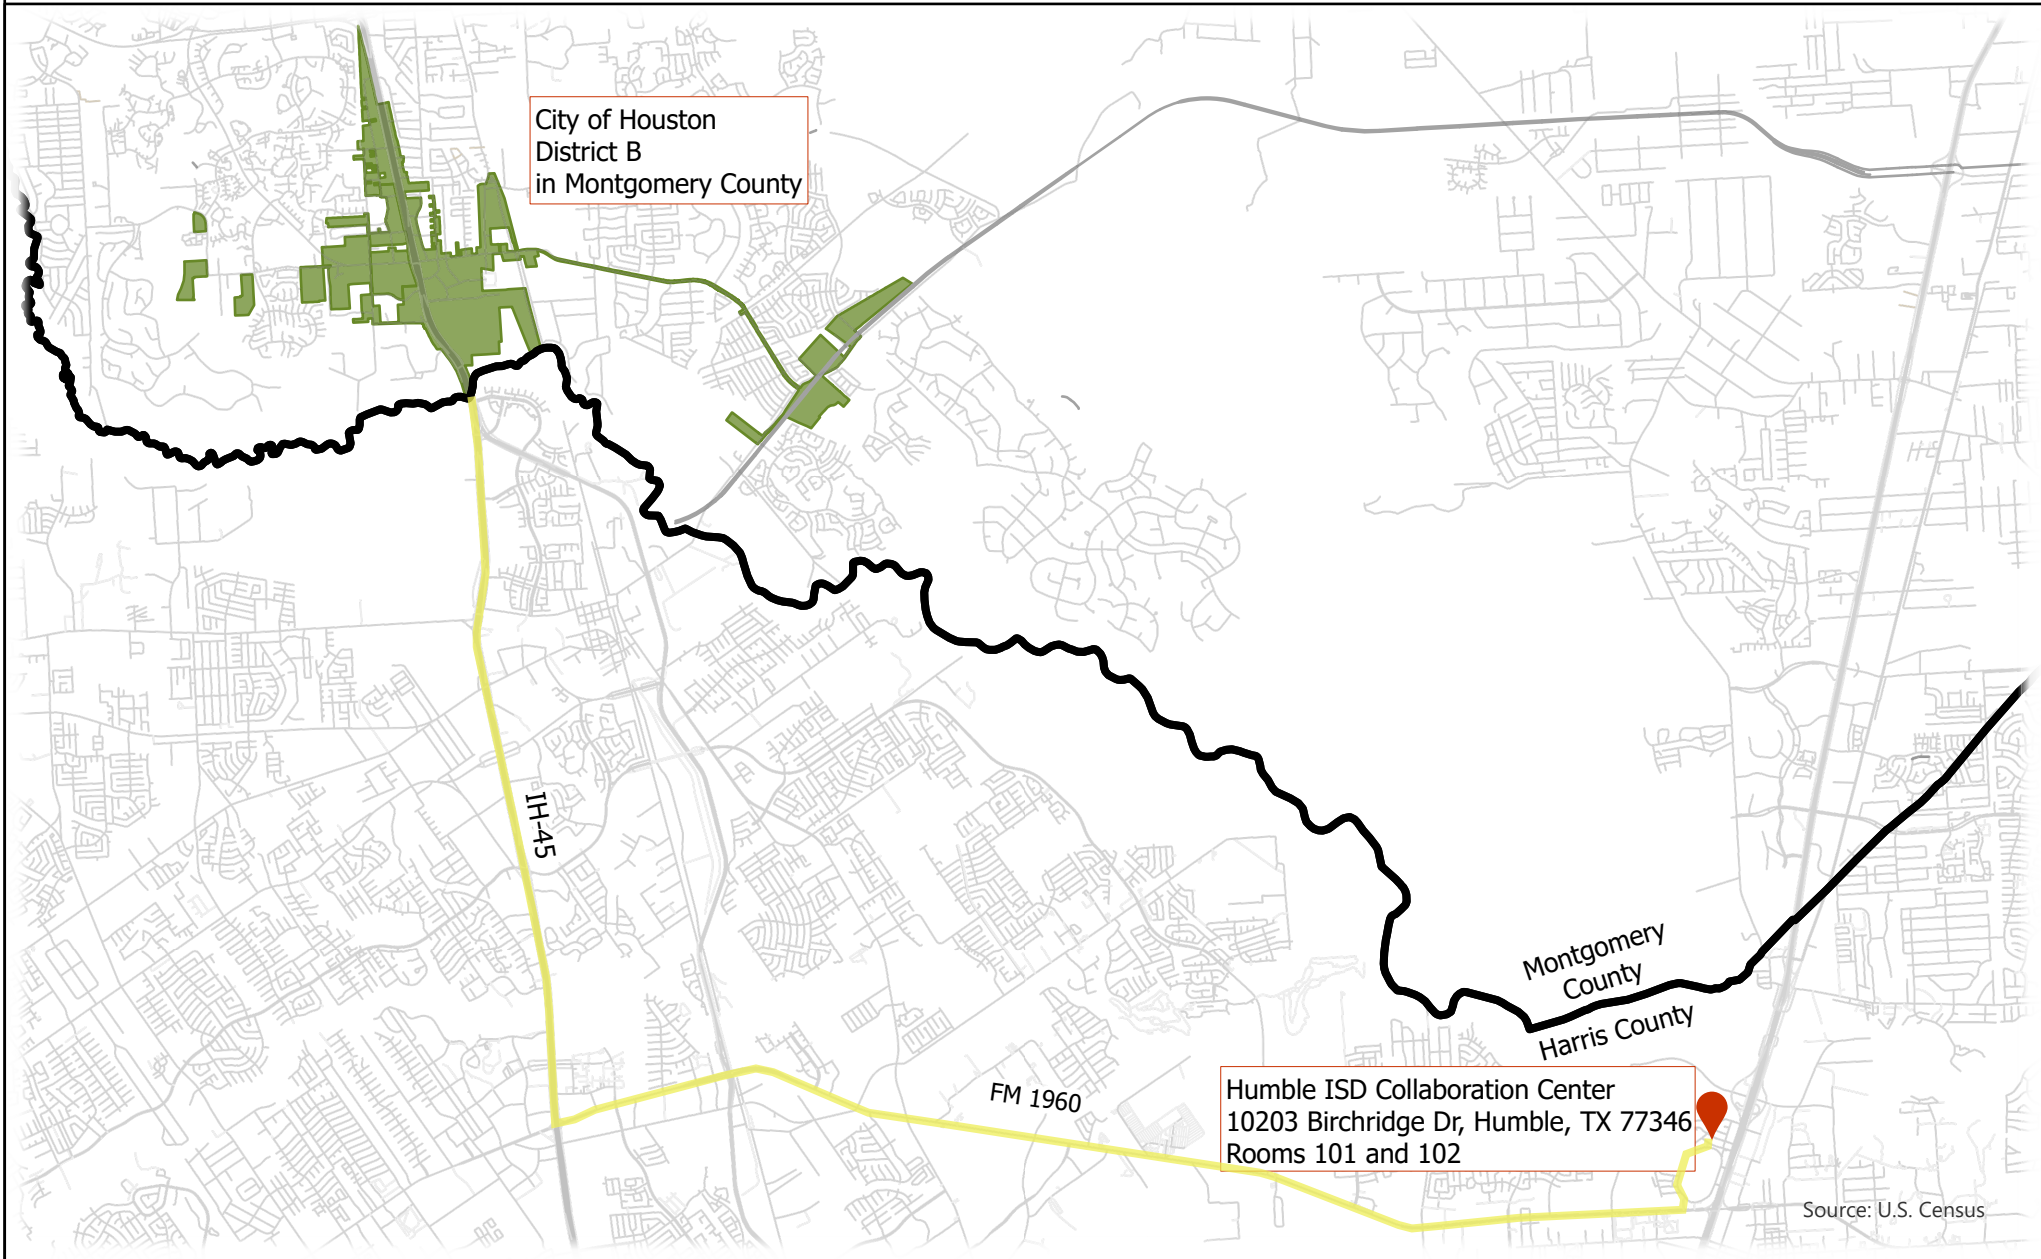 City of Houston
District B
in Montgomery County
IH-45
Montgomery
County
Harris County
FM 1960
Humble ISD Collaboration Center
10203 Birchridge Dr, Humble, TX 77346
Rooms 101 and 102
Source: U.S. Census